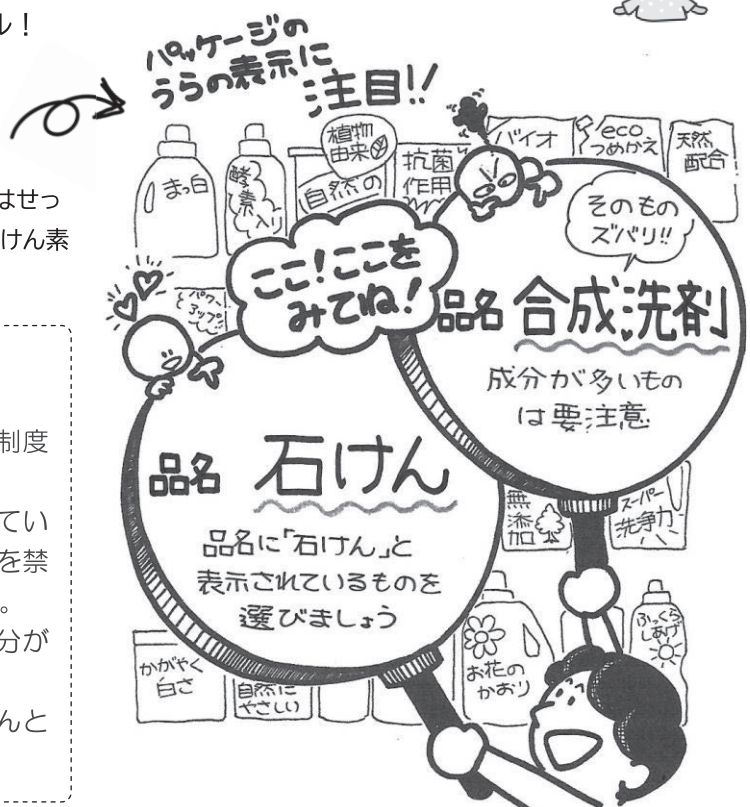 ル！
パッケージの
うらの表示に
注目!!
はせっ
けん素
制度
てい
を禁
。
分が
んと
まっ白
酵素
入り
植物
由来
自然の
抗菌
作用
バイオ
eco
つめかえ
天然
配合
パワー
アップ!!
ここ!ここを
みてね!
そのもの
ズバリ!!
品名 合成洗剤
成分が多いもの
は要注意
品名 石けん
品名に「石けん」と
表示されているものを
選びましょう
無
添
加
スーパー
洗浄力
かがやく
白さ
自然に
やさしい
お花の
かおり
ふっくら
しあげ